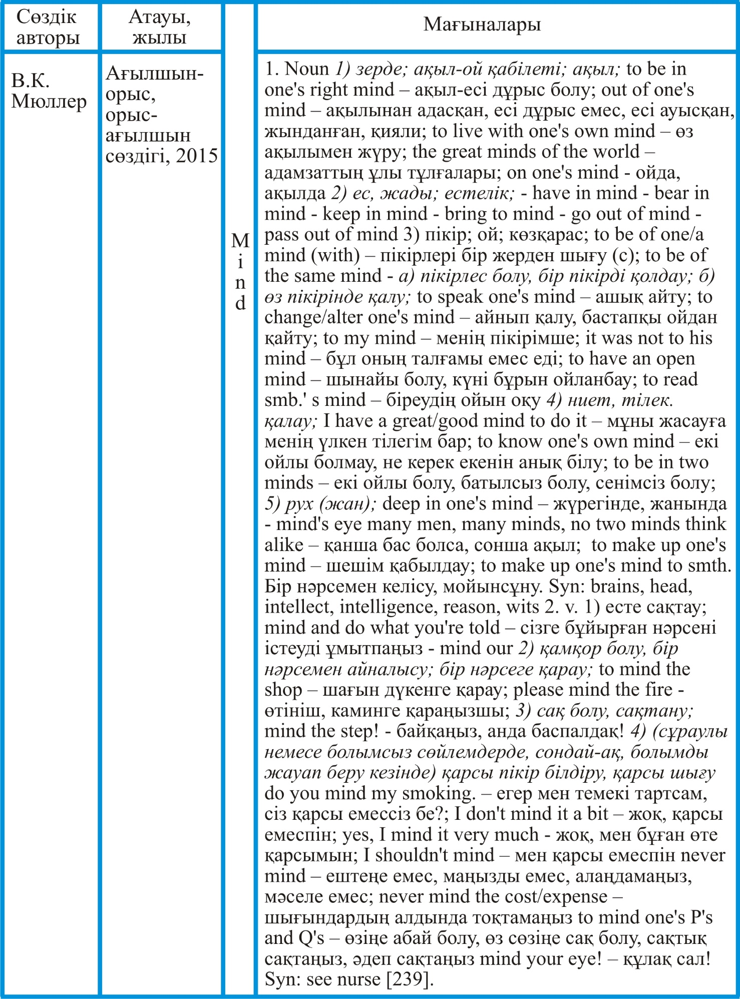 Сөздік
авторы
Атауы,
жылы
Мағыналары
В.К.
Мюллер
Ағылшын-
орыс,
орыс-
ағылшын
сөздігі, 2015
M
i
n
d
1. Noun 1) зерде; ақыл-ой қабілеті; ақыл; to be in
one's right mind – ақыл-есі дұрыс болу; out of one's
mind – ақылынан адасқан, есі дұрыс емес, есі ауысқан,
жынданған, қияли; to live with one's own mind – өз
ақылымен жүру; the great minds of the world –
адамзаттың ұлы тұлғалары; on one's mind - ойда,
ақылда 2) ес, жады; естелік; - have in mind - bear in
mind - keep in mind - bring to mind - go out of mind -
pass out of mind 3) пікір; ой; көзқарас; to be of one/a
mind (with) – пікірлері бір жерден шығу (с); to be of
the same mind - а) пікірлес болу, бір пікірді қолдау; б)
өз пікірінде қалу; to speak one's mind – ашық айту; to
change/alter one's mind – айнып қалу, бастапқы ойдан
қайту; to my mind – менің пікірімше; it was not to his
mind – бұл оның талғамы емес еді; to have an open
mind – шынайы болу, күні бұрын ойланбау; to read
smb.' s mind – біреудің ойын оқу 4) ниет, тілек.
қалау; I have a great/good mind to do it – мұны жасауға
менің үлкен тілегім бар; to know one's own mind – екі
ойлы болмау, не керек екенін анық білу; to be in two
minds – екі ойлы болу, батылсыз болу, сенімсіз болу;
5) рух (жан); deep in one's mind – жүрегінде, жанында
- mind's eye many men, many minds, no two minds think
alike – қанша бас болса, сонша ақыл;  to make up one's
mind – шешім қабылдау; to make up one's mind to smth.
Бір нәрсемен келісу, мойынсұну. Syn: brains, head,
intellect, intelligence, reason, wits 2. v. 1) есте сақтау;
mind and do what you're told – сізге бұйырған нәрсені
істеуді ұмытпаңыз - mind our 2) қамқор болу, бір
нәрсемен айналысу; бір нәрсеге қарау; to mind the
shop – шағын дүкенге қарау; please mind the fire -
өтініш, каминге қараңызшы; 3) сақ болу, сақтану;
mind the step! - байқаңыз, анда баспалдақ! 4) (сұраулы
немесе болымсыз сөйлемдерде, сондай-ақ, болымды
жауап беру кезінде) қарсы пікір білдіру, қарсы шығу
do you mind my smoking. – егер мен темекі тартсам,
сіз қарсы емессіз бе?; I don't mind it a bit – жоқ, қарсы
емеспін; yes, I mind it very much - жоқ, мен бұған өте
қарсымын; I shouldn't mind – мен қарсы емеспін never
mind – ештеңе емес, маңызды емес, алаңдамаңыз,
мәселе емес; never mind the cost/expense –
шығындардың алдында тоқтамаңыз to mind one's P's
and Q's – өзіңе абай болу, өз сөзіңе сақ болу, сақтық
сақтаңыз, әдеп сақтаңыз mind your eye! – құлақ сал!
Syn: see nurse [239].